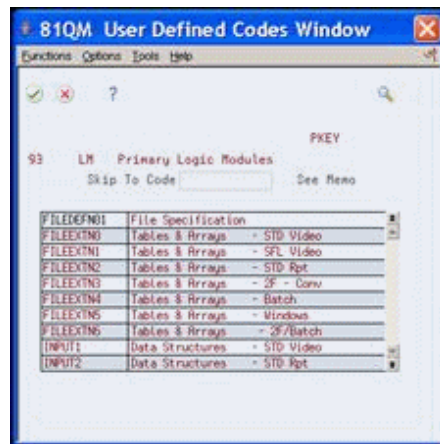 81QM User Defined Codes Window
Functions Options Tools Help
?
PKEY
93 LM Primary Logic Modules
Skip To Code See Memo
FILEDEFN01 File Specification
FILEEXTN0 Tables & Arrays - STD Video
FILEEXTN1 Tables & Arrays - SFL Video
FILEEXTN2 Tables & Arrays - STD Rpt
FILEEXTN3 Tables & Arrays - 2F - Conv
FILEEXTN4 Tables & Arrays - Batch
FILEEXTN5 Tables & Arrays - Windows
FILEEXTN6 Tables & Arrays - 2F/Batch
INPUT1 Data Structures - STD Video
INPUT2 Data Structures - STD Rpt